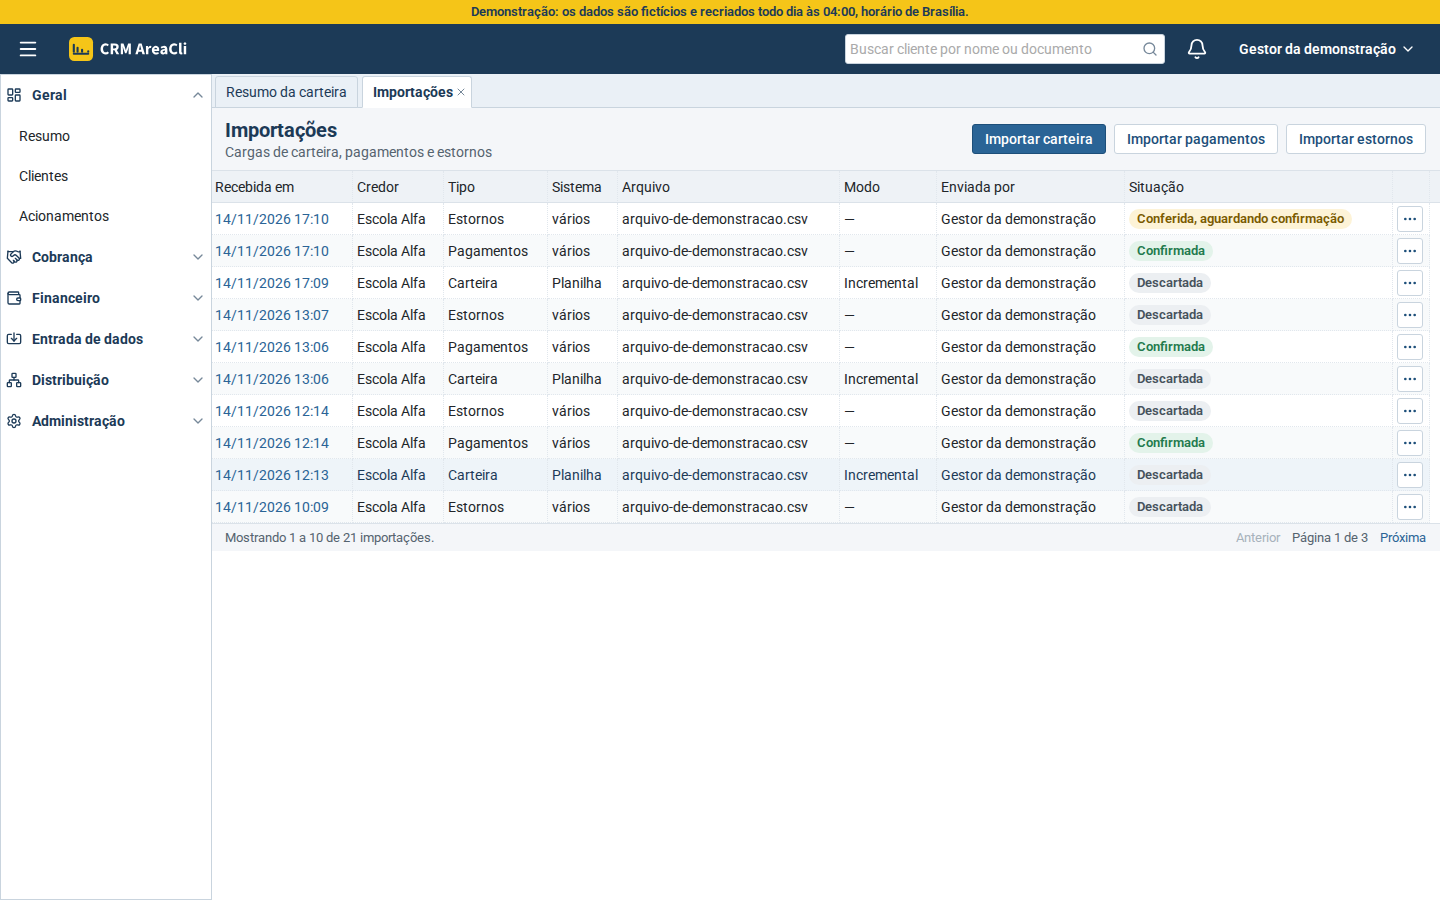 Demonstração: os dados são fictícios e recriados todo dia às 04:00, horário de Brasília.
CRM AreaCli
Buscar cliente por nome ou documento
Gestor da demonstração
Geral
Resumo
Clientes
Acionamentos
Cobrança
Financeiro
Entrada de dados
Distribuição
Administração
Resumo da carteira
Importações
Importações
Cargas de carteira, pagamentos e estornos
Importar carteira
Importar pagamentos
Importar estornos
Recebida em Credor Tipo Sistema Arquivo Modo Enviada por Situação
14/11/2026 17:10 Escola Alfa Estornos vários arquivo-de-demonstracao.csv — Gestor da demonstração Conferida, aguardando confirmação
14/11/2026 17:10 Escola Alfa Pagamentos vários arquivo-de-demonstracao.csv — Gestor da demonstração Confirmada
14/11/2026 17:09 Escola Alfa Carteira Planilha arquivo-de-demonstracao.csv Incremental Gestor da demonstração Descartada
14/11/2026 13:07 Escola Alfa Estornos vários arquivo-de-demonstracao.csv — Gestor da demonstração Descartada
14/11/2026 13:06 Escola Alfa Pagamentos vários arquivo-de-demonstracao.csv — Gestor da demonstração Confirmada
14/11/2026 13:06 Escola Alfa Carteira Planilha arquivo-de-demonstracao.csv Incremental Gestor da demonstração Descartada
14/11/2026 12:14 Escola Alfa Estornos vários arquivo-de-demonstracao.csv — Gestor da demonstração Descartada
14/11/2026 12:14 Escola Alfa Pagamentos vários arquivo-de-demonstracao.csv — Gestor da demonstração Confirmada
14/11/2026 12:13 Escola Alfa Carteira Planilha arquivo-de-demonstracao.csv Incremental Gestor da demonstração Descartada
14/11/2026 10:09 Escola Alfa Estornos vários arquivo-de-demonstracao.csv — Gestor da demonstração Descartada
Mostrando 1 a 10 de 21 importações.
Anterior Página 1 de 3 Próxima